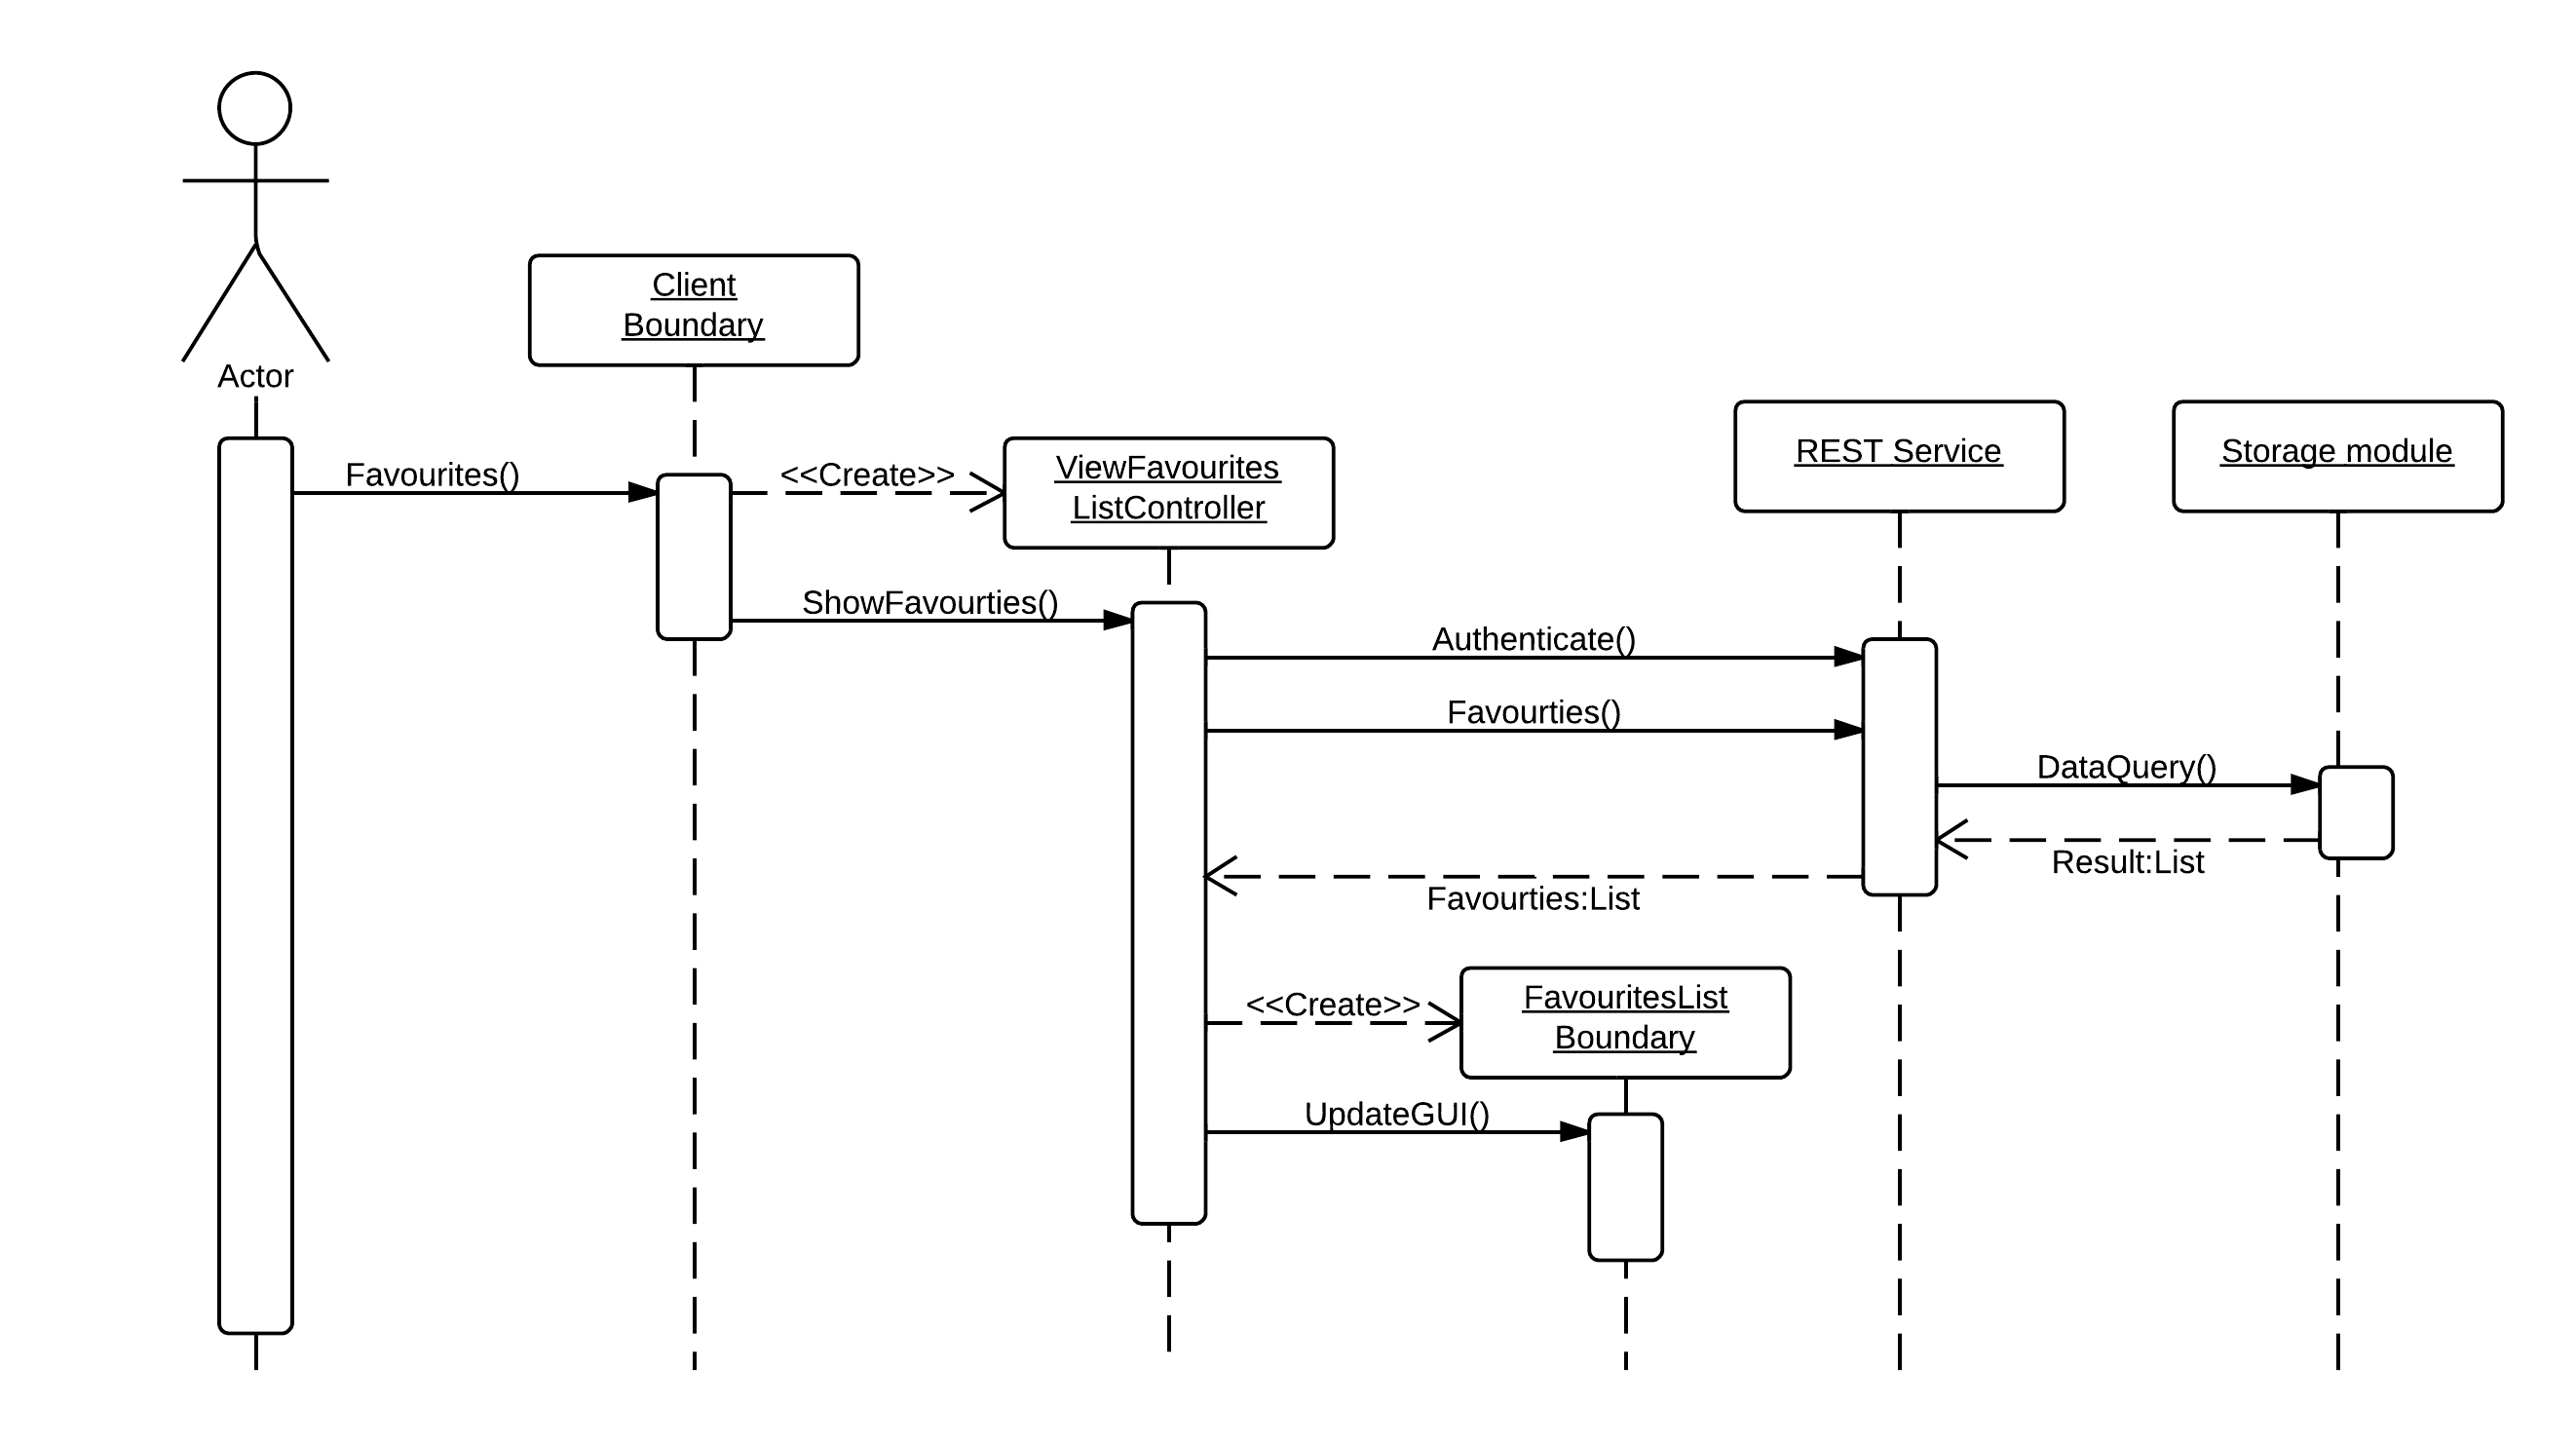 Actor
Client
Boundary
ViewFavourites
ListController
REST Service
Storage module
Favourites()
<<Create>>
ShowFavourties()
Authenticate()
Favourties()
DataQuery()
Result:List
Favourties:List
<<Create>>
FavouritesList
Boundary
UpdateGUI()